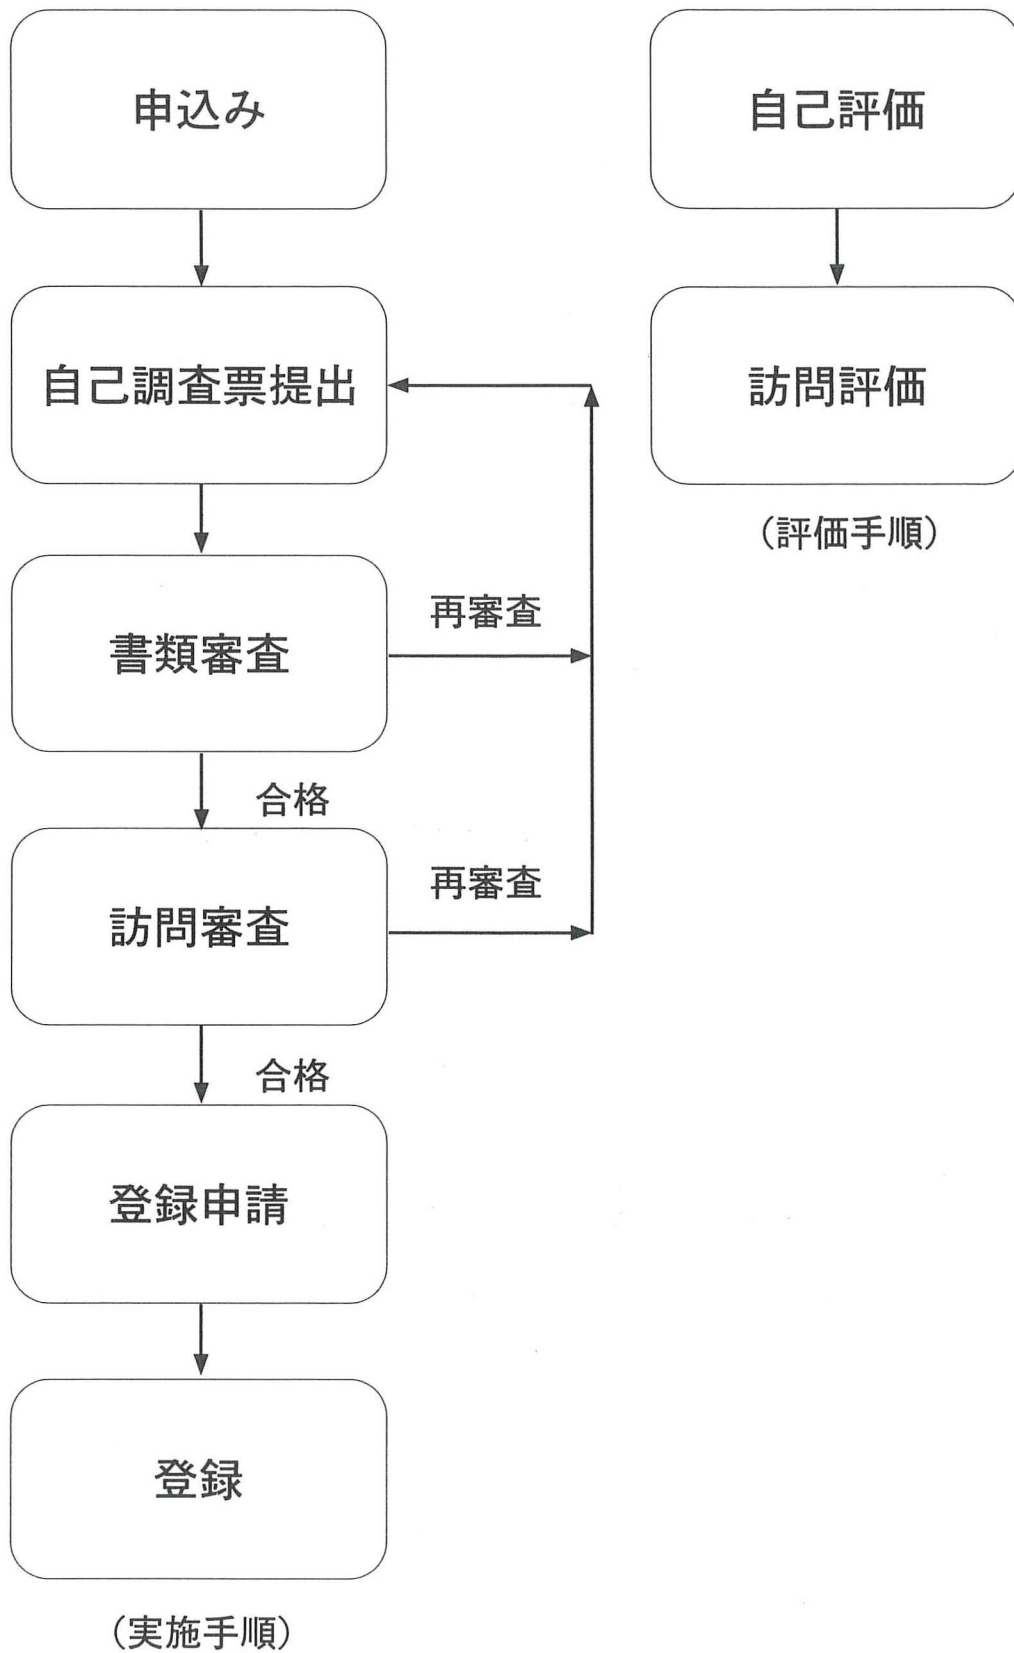 申込み
自己調査票提出
書類審査
再審査
合格
訪問審査
再審査
合格
登録申請
登録
（実施手順）
自己評価
訪問評価
（評価手順）